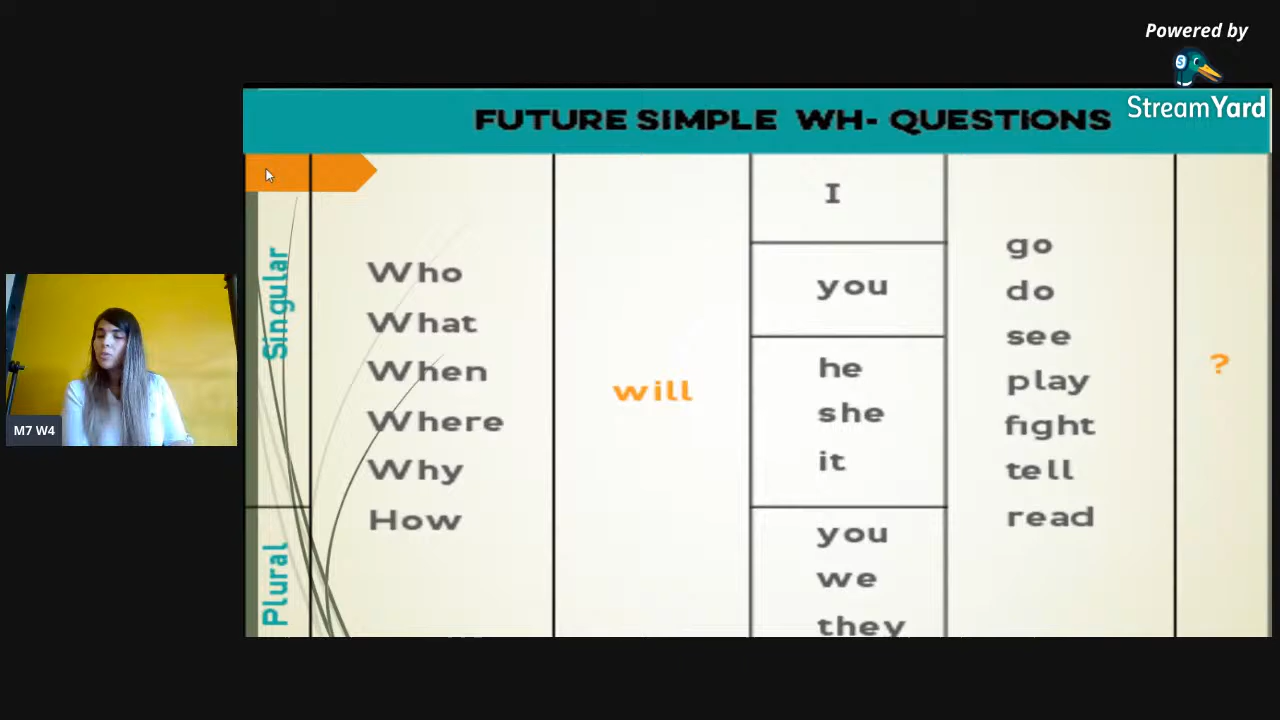 Powered by
StreamYard
FUTURE SIMPLE WH- QUESTIONS
Singular
Who
What
When
Where
Why
How
will
I
you
he
she
it
go
do
see
play
fight
tell
read
?
Plural
you
we
they
M7 W4